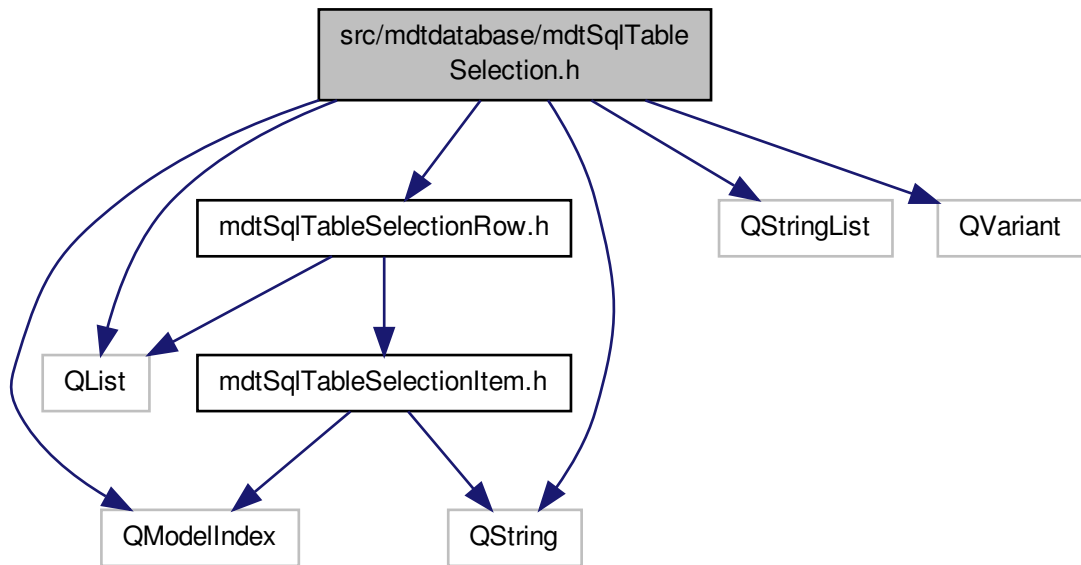 src/mdtdatabase/mdtSqlTable
Selection.h
mdtSqlTableSelectionRow.h
QStringList
QVariant
QList
mdtSqlTableSelectionItem.h
QModelIndex
QString